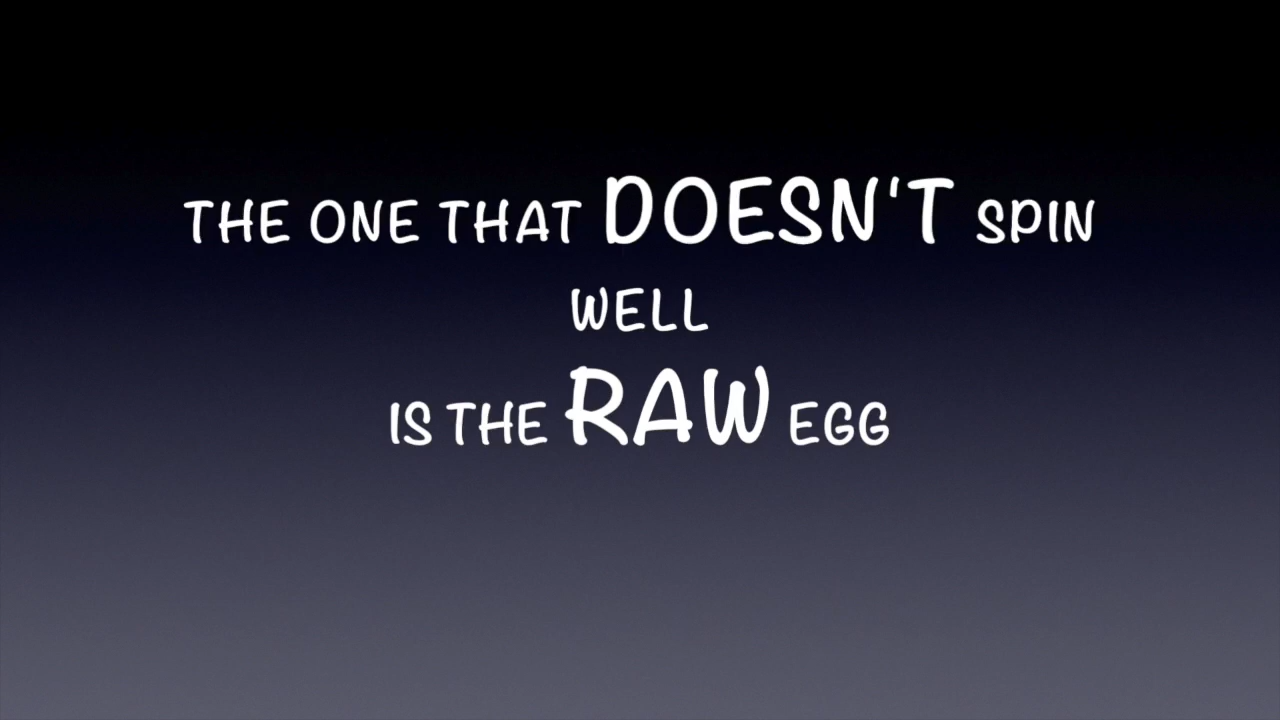 THE ONE THAT DOESN'T SPIN
WELL
IS THE RAW EGG